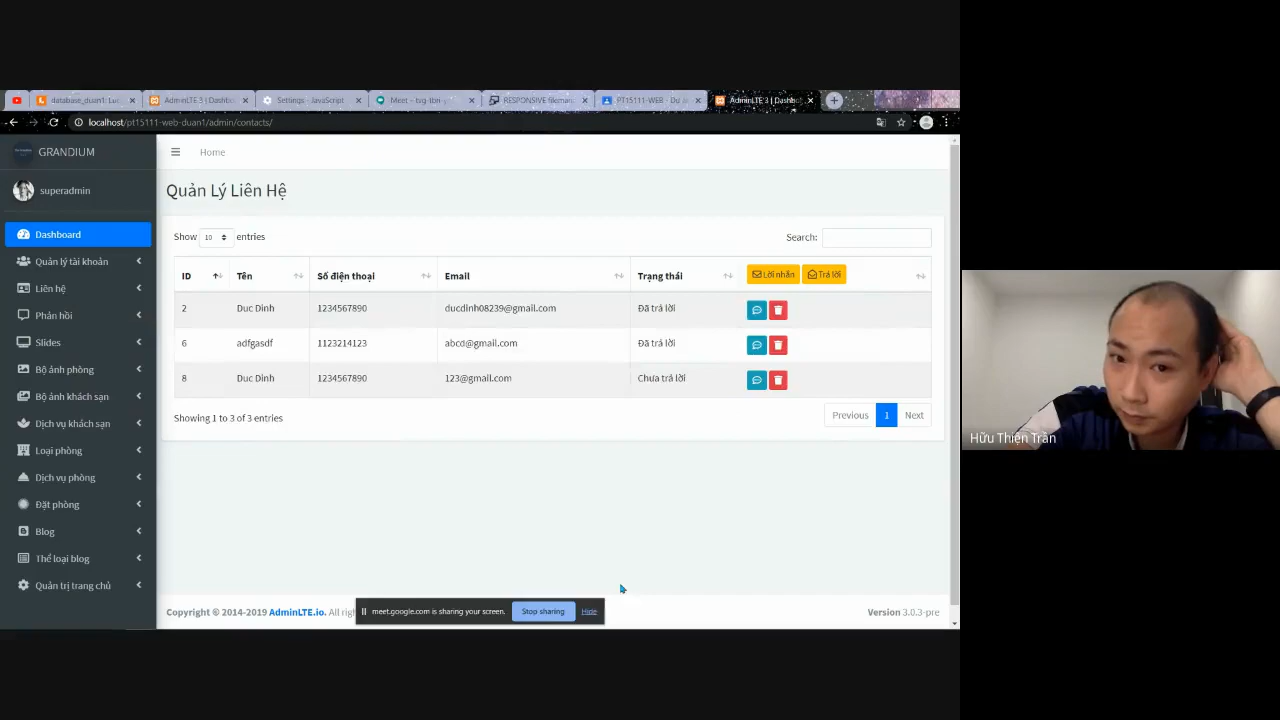 database_duan1: Luc
AdminLTE 3 | Dashbo
Settings - JavaScript
Meet – tvg-tbri-y
RESPONSIVE fileman
PT15111-WEB - Dự á
AdminLTE 3 | Dashbo
localhost/pt15111-web-duan1/admin/contacts/
GRANDIUM
superadmin
Dashboard
Quản lý tài khoản
Liên hệ
Phản hồi
Slides
Bộ ảnh phòng
Bộ ảnh khách sạn
Dịch vụ khách sạn
Loại phòng
Dịch vụ phòng
Đặt phòng
Blog
Thể loại blog
Quản trị trang chủ
Home
Quản Lý Liên Hệ
Show 10 entries
Search:
ID Tên Số điện thoại Email Trạng thái Lời nhắn Trả lời
2 Duc Dinh 1234567890 ducdinh08239@gmail.com Đã trả lời
6 adfgasdf 1123214123 abcd@gmail.com Đã trả lời
8 Duc Dinh 1234567890 123@gmail.com Chưa trả lời
Showing 1 to 3 of 3 entries
Previous 1 Next
Copyright © 2014-2019 AdminLTE.io. All rig
Version 3.0.3-pre
meet.google.com is sharing your screen. Stop sharing Hide
Hữu Thiện Trần